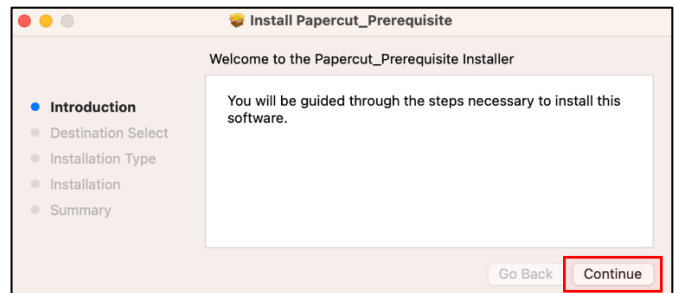 Install Papercut_Prerequisite
Welcome to the Papercut_Prerequisite Installer
Introduction
Destination Select
Installation Type
Installation
Summary
You will be guided through the steps necessary to install this
software.
Go Back
Continue